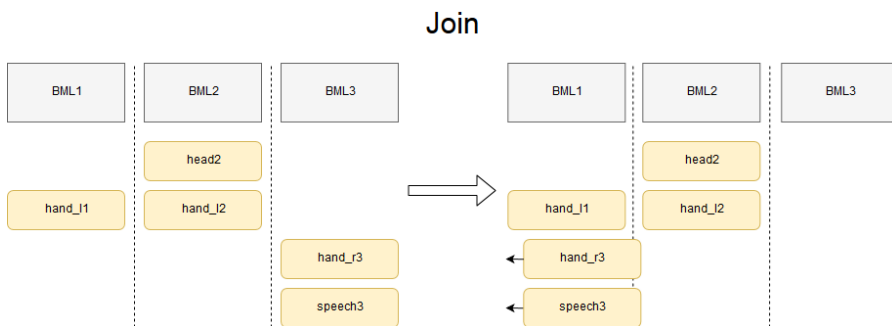 Join
BML1 BML2 BML3 BML1 BML2 BML3
head2 head2
hand_l1 hand_l2 hand_l1 hand_l2
hand_r3 hand_r3
speech3 speech3